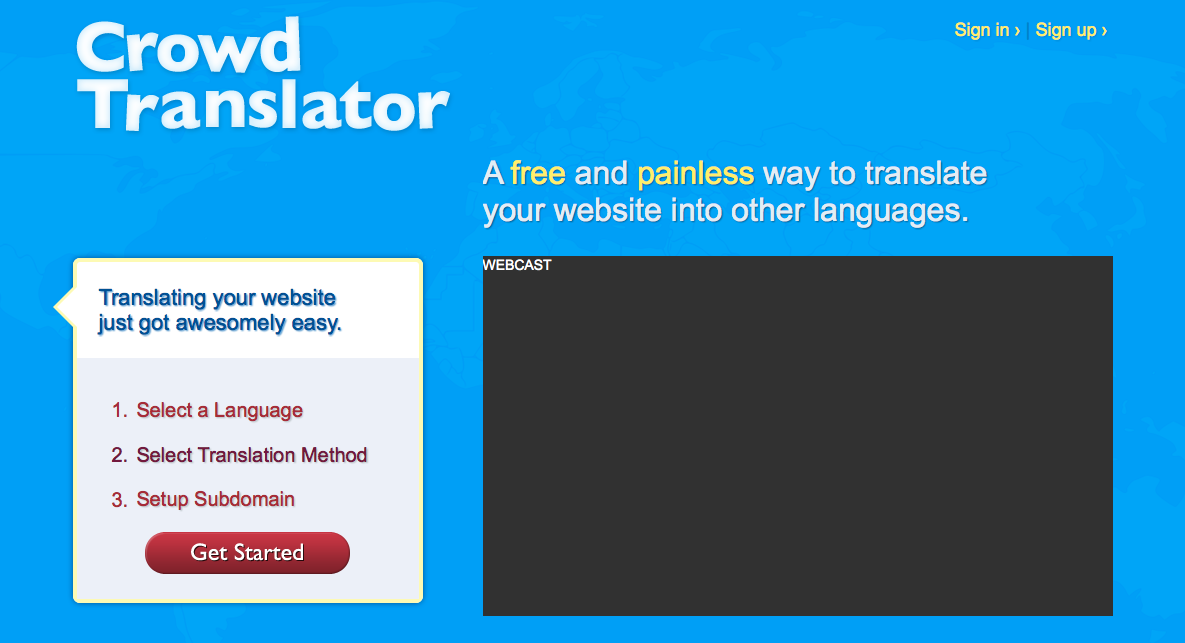 Crowd
Translator
Sign in › | Sign up ›
A free and painless way to translate
your website into other languages.
WEBCAST
Translating your website
just got awesomely easy.
1. Select a Language
2. Select Translation Method
3. Setup Subdomain
Get Started